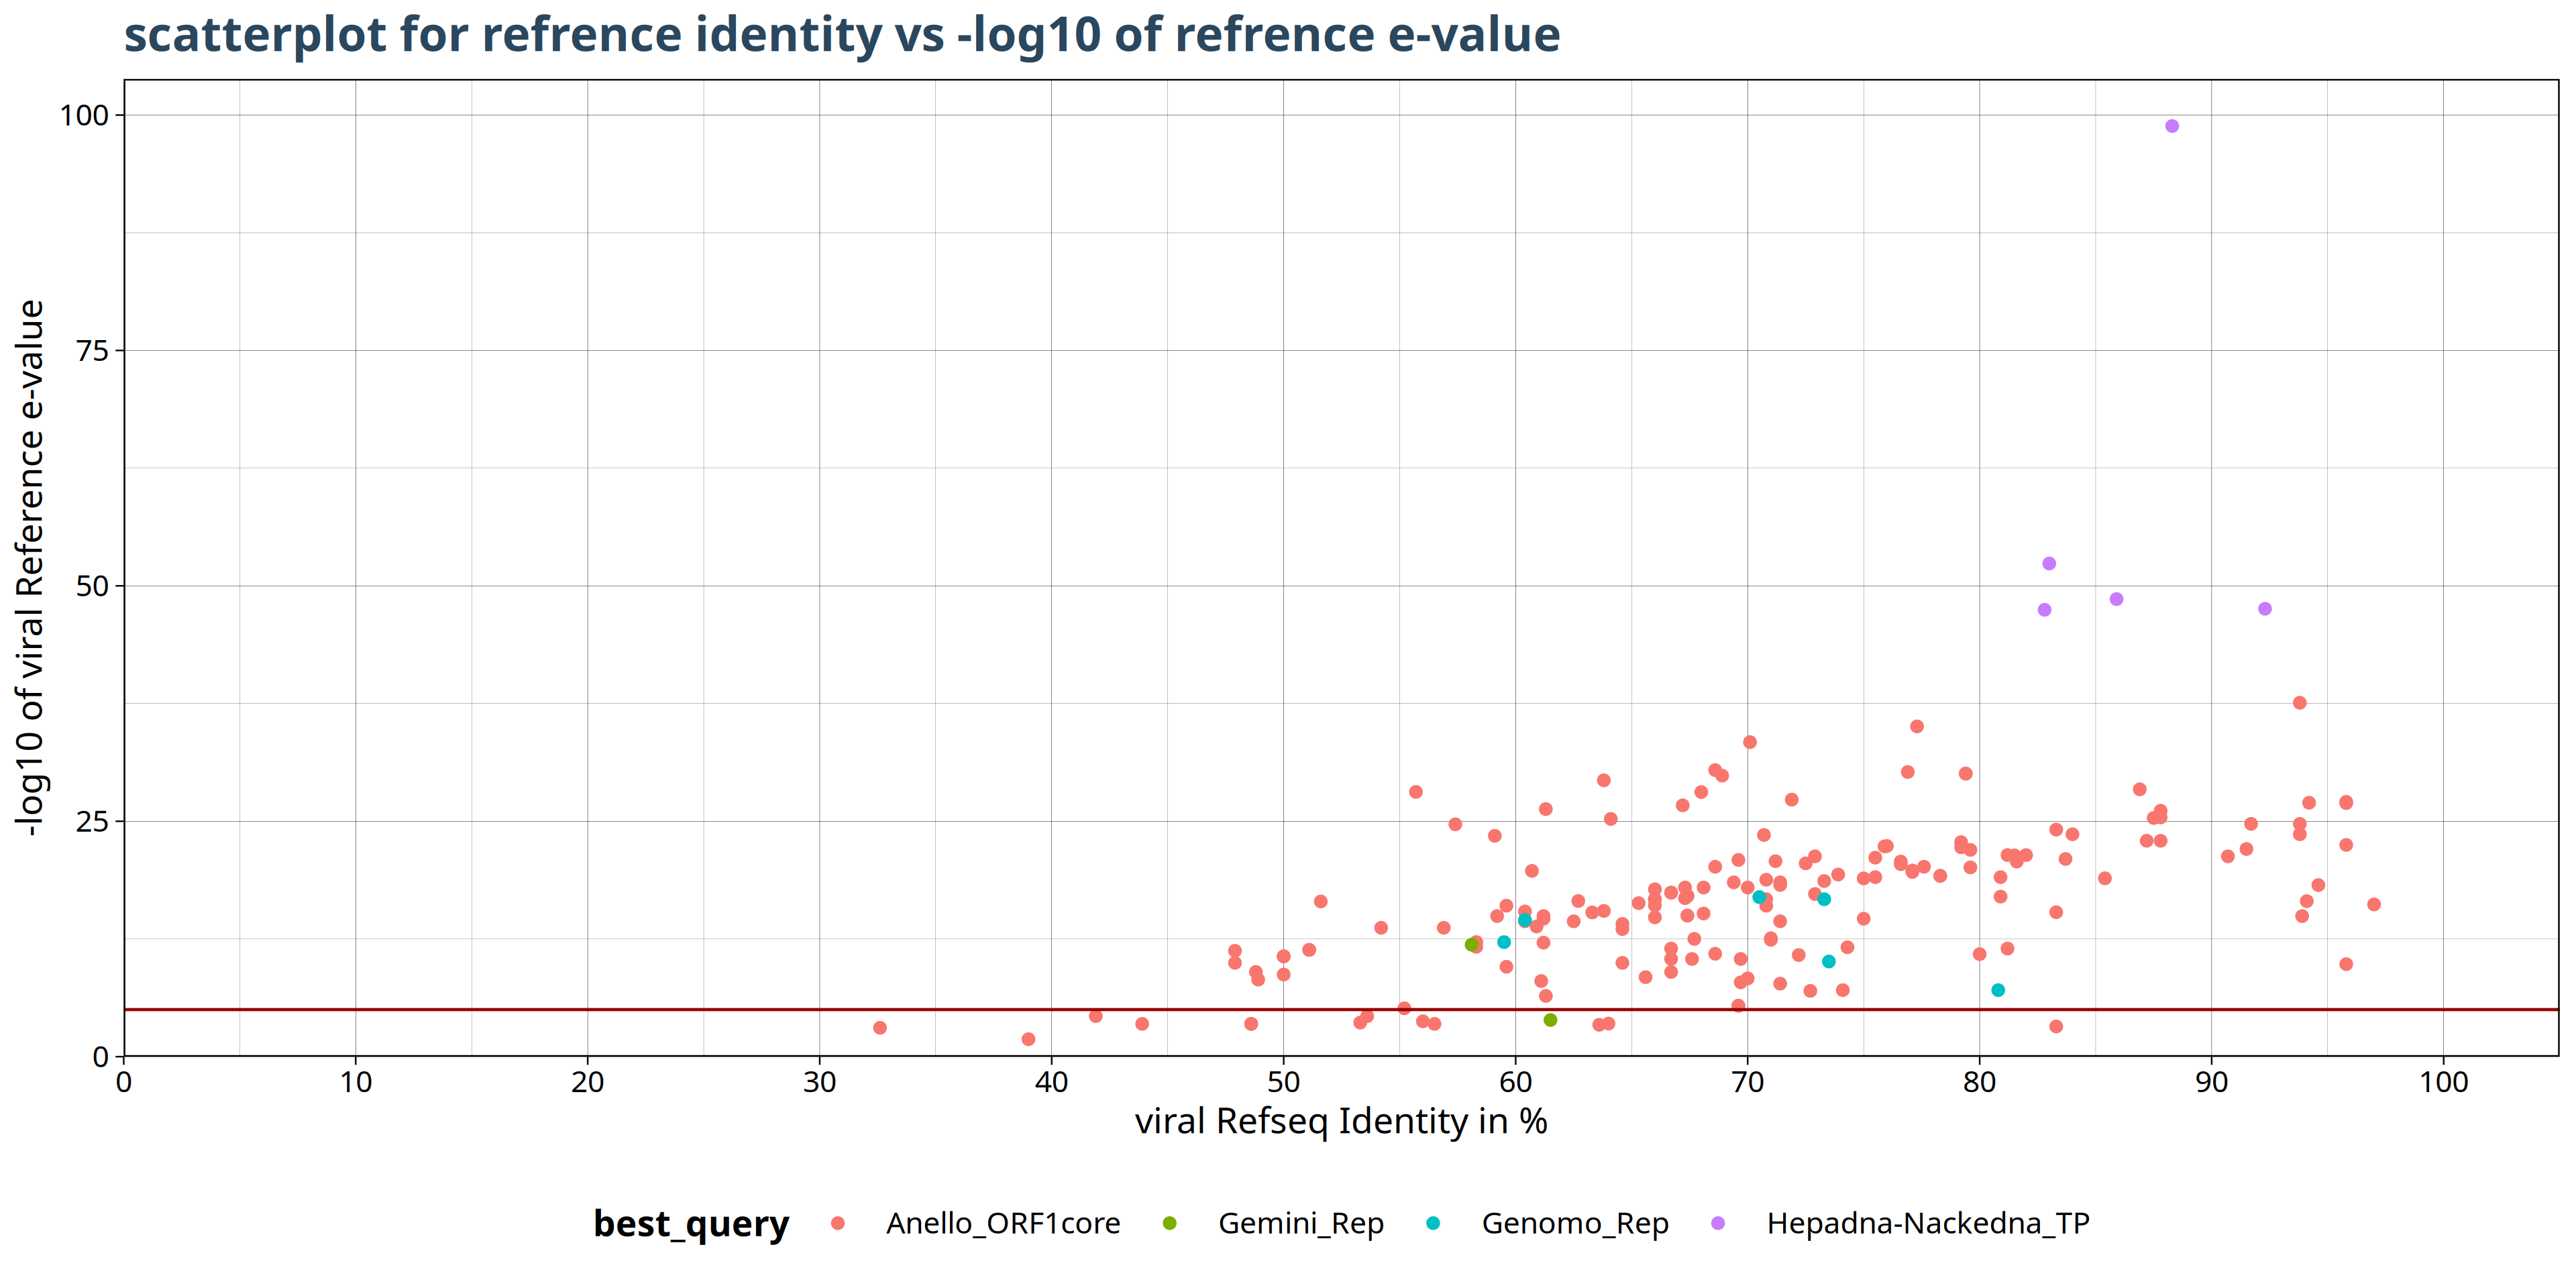 scatterplot for refrence identity vs -log10 of refrence e-value
-log10 of viral Reference e-value
100
75
50
25
0
0 10 20 30 40 50 60 70 80 90 100
viral Refseq Identity in %
best_query Anello_ORF1core Gemini_Rep Genomo_Rep Hepadna-Nackedna_TP